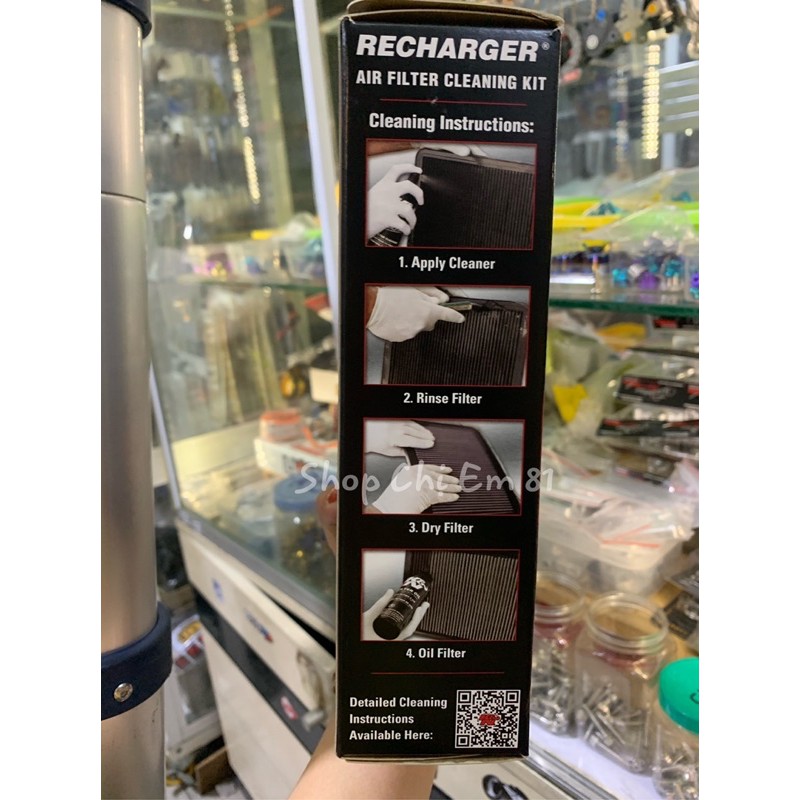 RECHARGER®
AIR FILTER CLEANING KIT
Cleaning Instructions:
1. Apply Cleaner
2. Rinse Filter
3. Dry Filter
Shop Chị Em 81
K&N
4. Oil Filter
Detailed Cleaning
Instructions
Available Here: